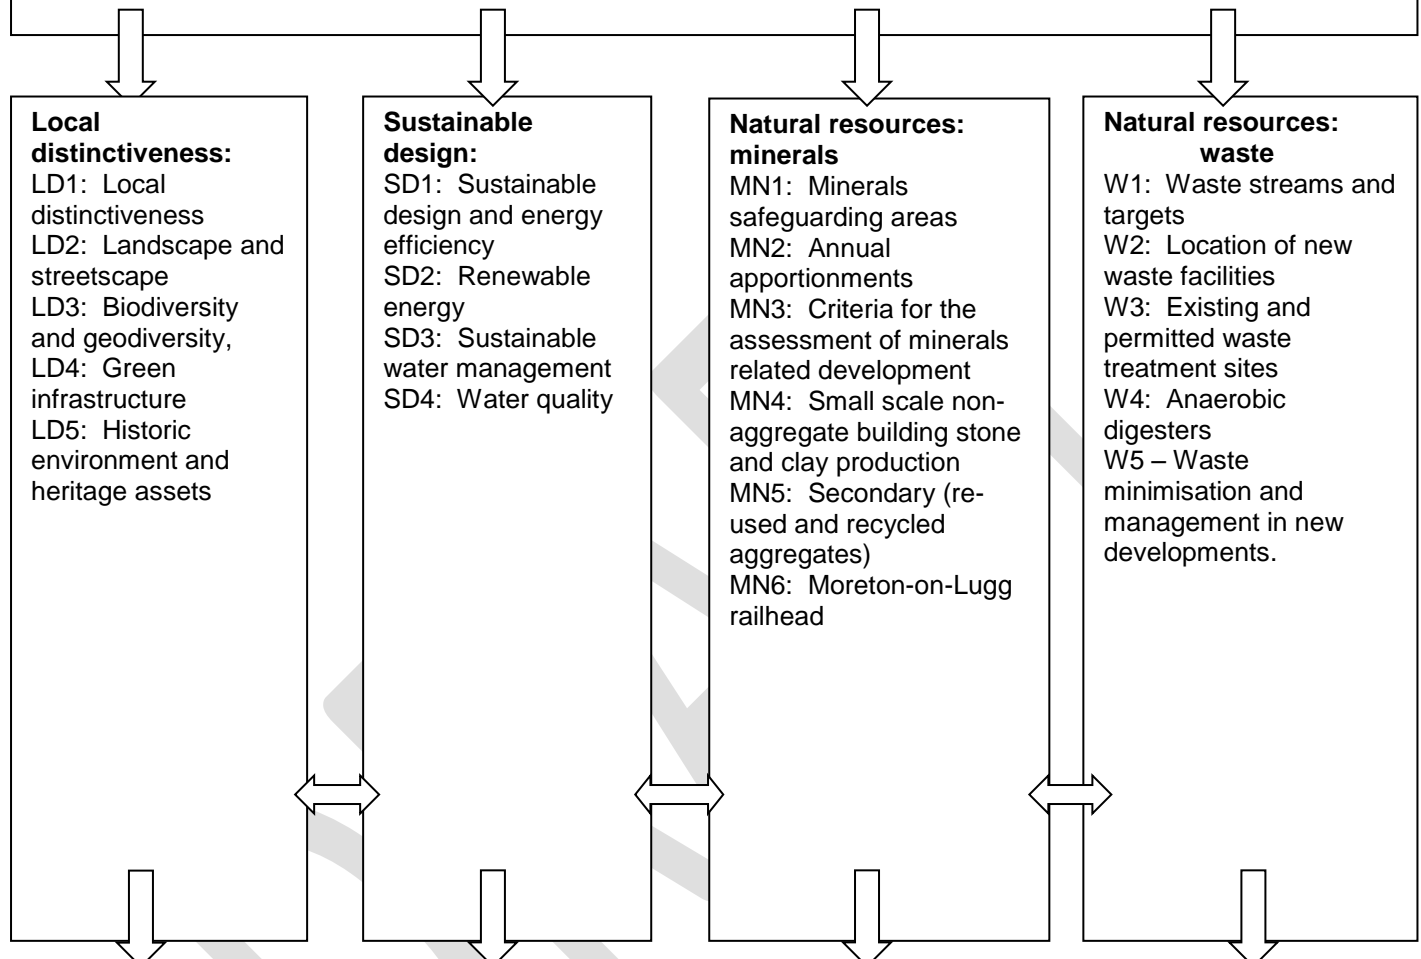 Local
distinctiveness:
LD1: Local
distinctiveness
LD2: Landscape and
streetscape
LD3: Biodiversity
and geodiversity,
LD4: Green
infrastructure
LD5: Historic
environment and
heritage assets
Sustainable
design:
SD1: Sustainable
design and energy
efficiency
SD2: Renewable
energy
SD3: Sustainable
water management
SD4: Water quality
Natural resources:
minerals
MN1: Minerals
safeguarding areas
MN2: Annual
apportionments
MN3: Criteria for the
assessment of minerals
related development
MN4: Small scale non-
aggregate building stone
and clay production
MN5: Secondary (re-
used and recycled
aggregates)
MN6: Moreton-on-Lugg
railhead
Natural resources:
waste
W1: Waste streams and
targets
W2: Location of new
waste facilities
W3: Existing and
permitted waste
treatment sites
W4: Anaerobic
digesters
W5 – Waste
minimisation and
management in new
developments.